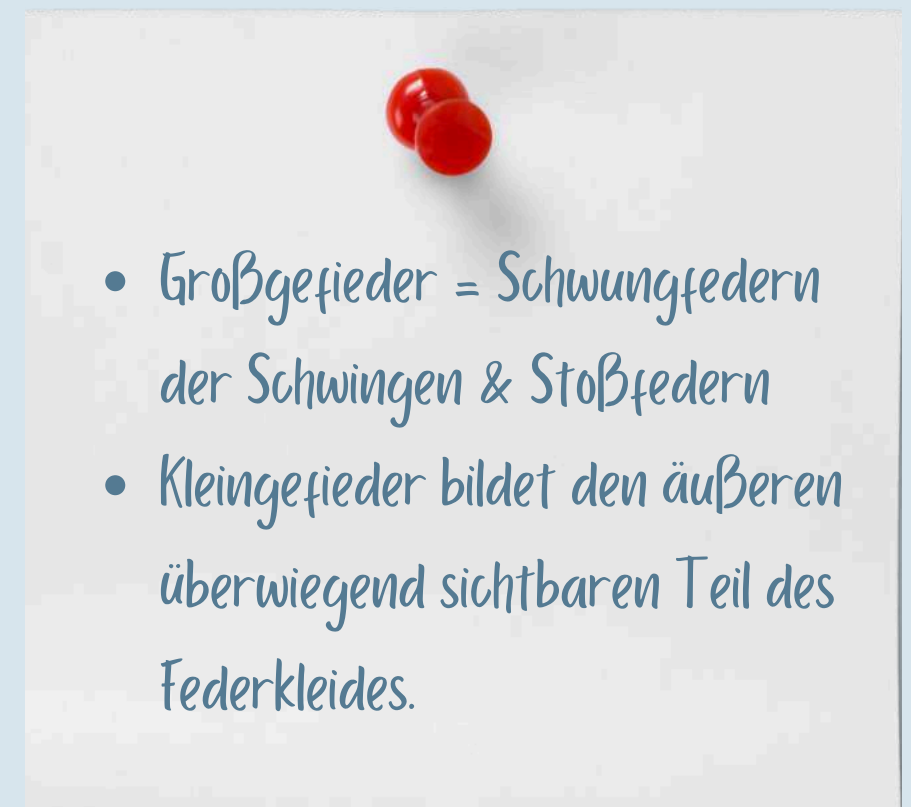 • Großgefieder = Schwungfedern
der Schwingen & Stoßfedern
• Kleingefieder bildet den äußeren
überwiegend sichtbaren Teil des
Federkleides.